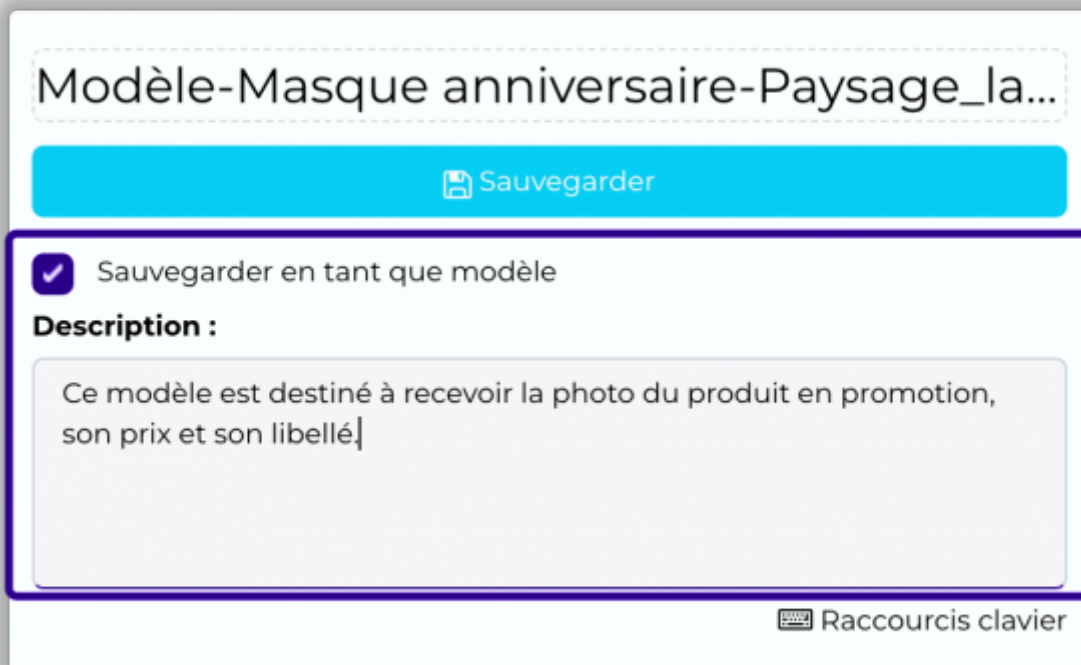 Modèle-Masque anniversaire-Paysage_la...
Sauvegarder
Sauvegarder en tant que modèle
Description :
Ce modèle est destiné à recevoir la photo du produit en promotion,
son prix et son libellé.
Raccourcis clavier